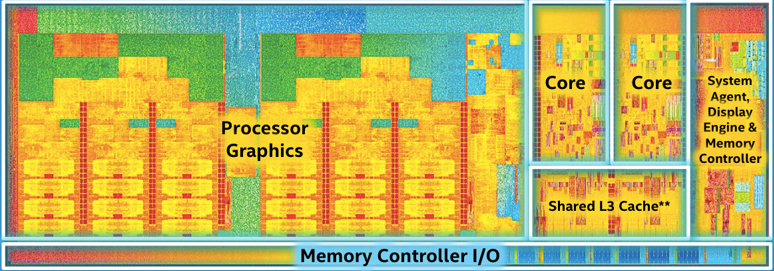 Processor
Graphics
Core
Core
System
Agent,
Display
Engine &
Memory
Controller
Shared L3 Cache**
Memory Controller I/O